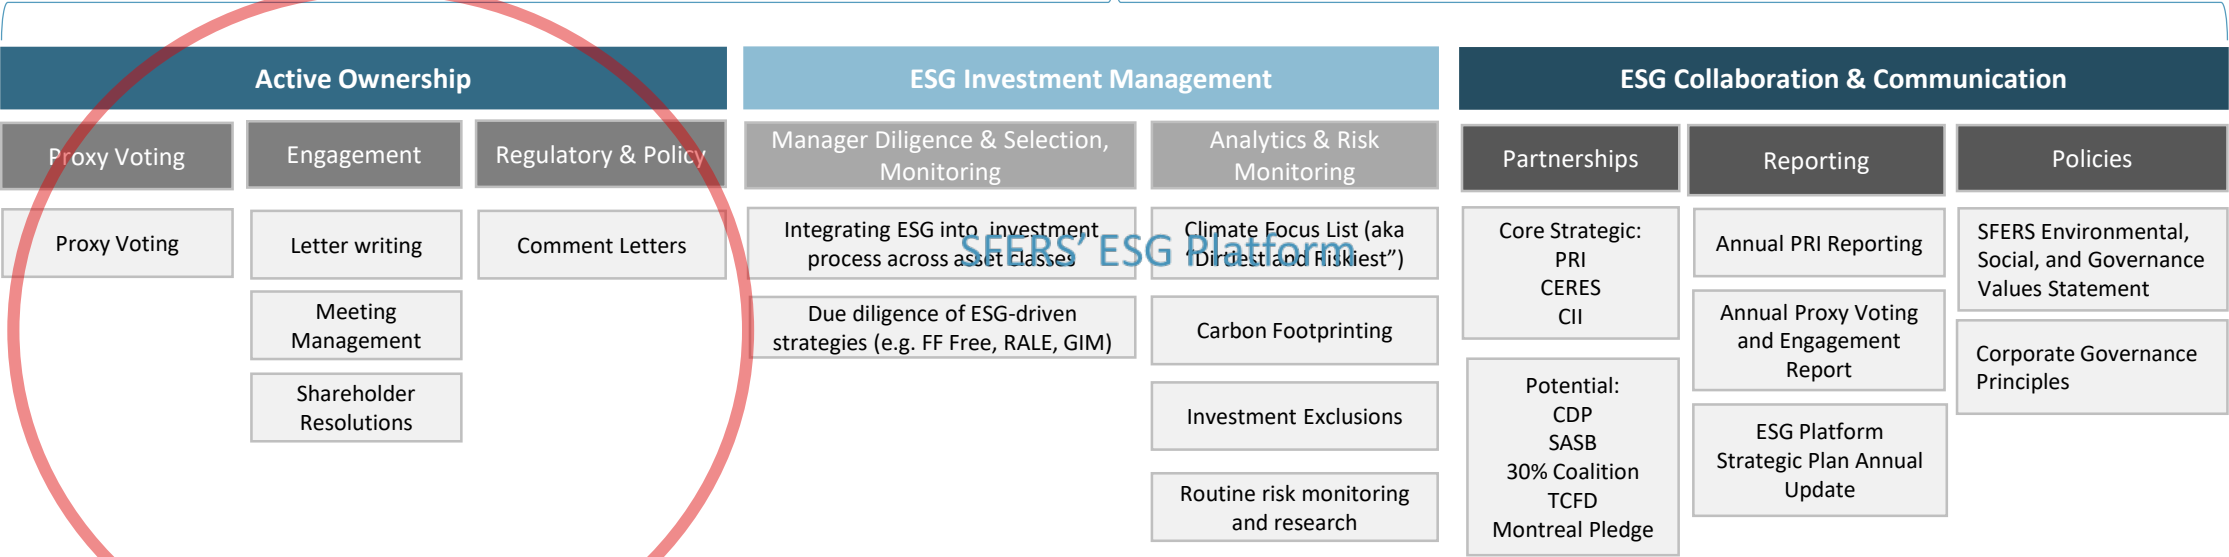 Active Ownership
ESG Investment Management
ESG Collaboration & Communication
Proxy Voting
Engagement
Regulatory & Policy
Manager Diligence & Selection,
Monitoring
Analytics & Risk
Monitoring
Partnerships
Reporting
Policies
Proxy Voting
Letter writing
Meeting
Management
Shareholder
Resolutions
Comment Letters
Integrating ESG into investment
process across asset classes
Due diligence of ESG-driven
strategies (e.g. FF Free, RALE, GIM)
SFERS' ESG Platform
Climate Focus List (aka
“Dirtiest and Riskiest”)
Carbon Footprinting
Investment Exclusions
Routine risk monitoring
and research
Core Strategic:
PRI
CERES
CII
Potential:
CDP
SASB
30% Coalition
TCFD
Montreal Pledge
Annual PRI Reporting
Annual Proxy Voting
and Engagement
Report
ESG Platform
Strategic Plan Annual
Update
SFERS Environmental,
Social, and Governance
Values Statement
Corporate Governance
Principles